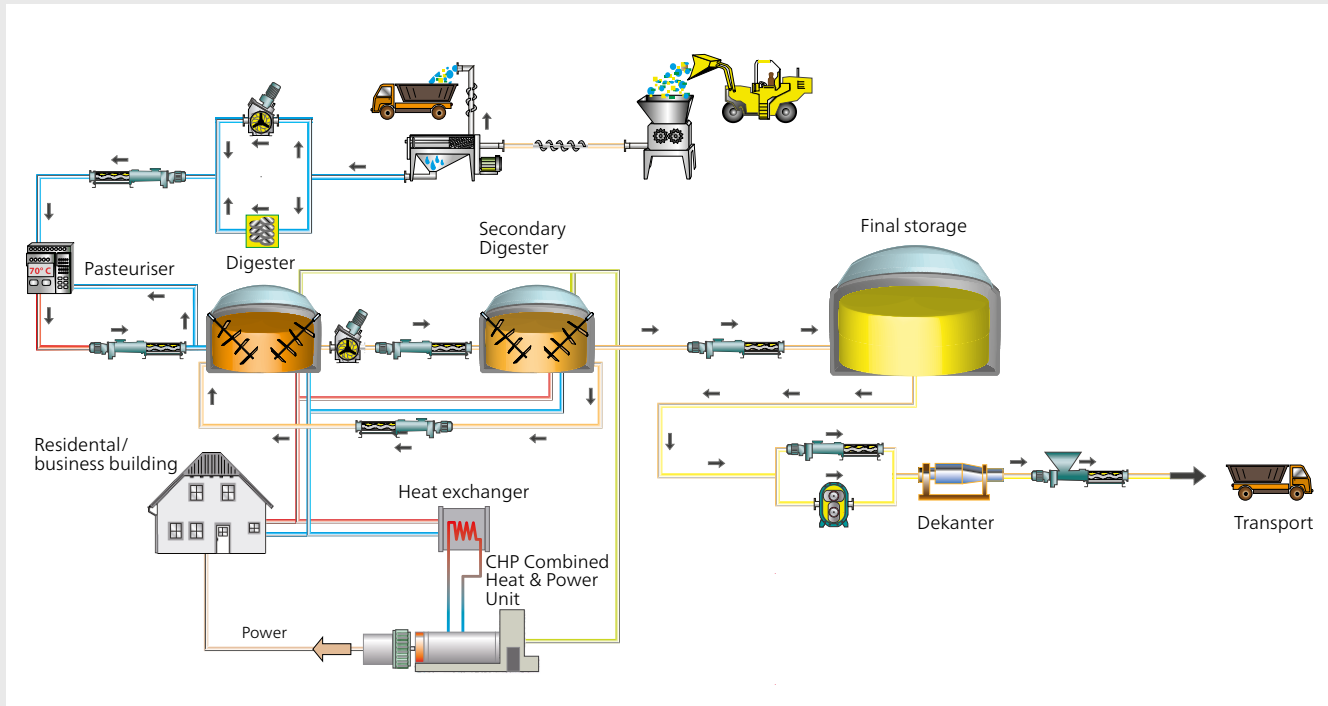 Secondary
Digester
Final storage
Pasteuriser
70° C
Digester
Residental/
business building
Heat exchanger
CHP Combined
Heat & Power
Unit
Power
Dekanter
Transport